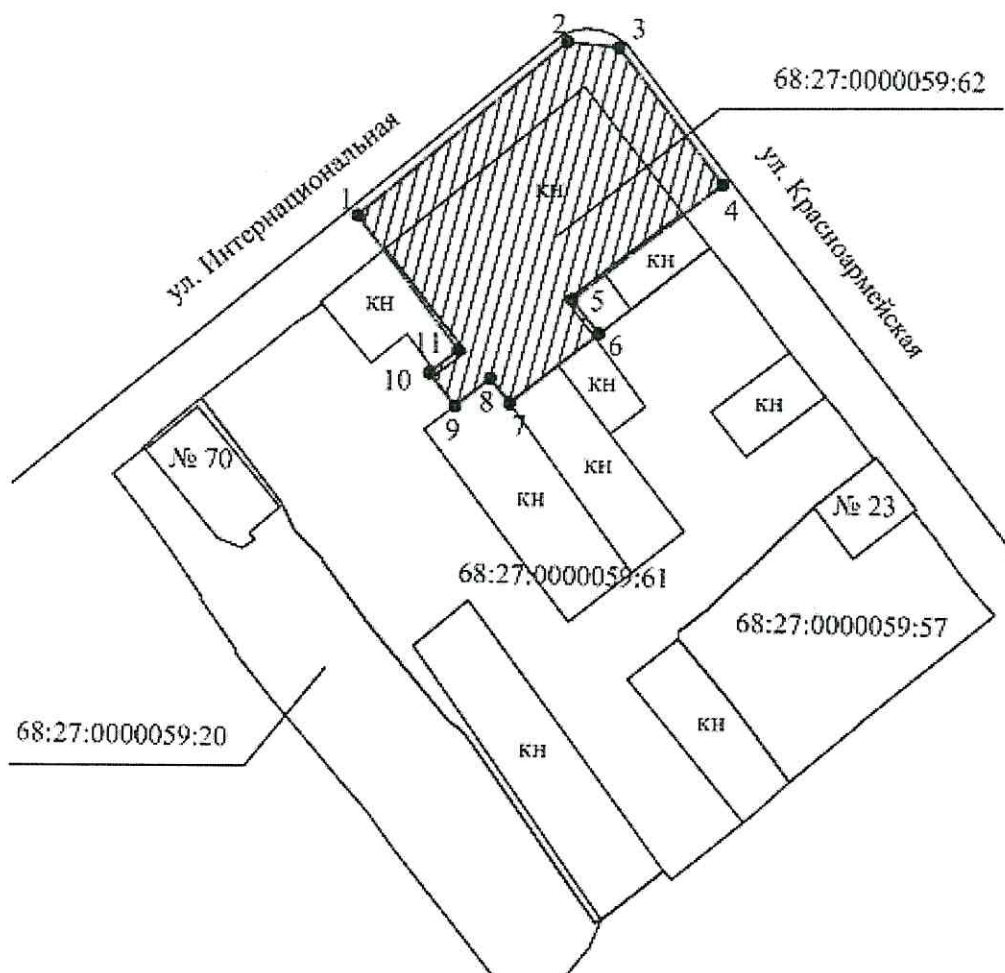 2
3
68:27:0000059:62
ул. Интернациональная
1
кн
4
ул. Красноармейская
кн
5
кн
11
6
10
8
кн
9
7
кн
№ 70
кн
кн
№ 23
68:27:0000059:61
68:27:0000059:57
68:27:0000059:20
кн
кн